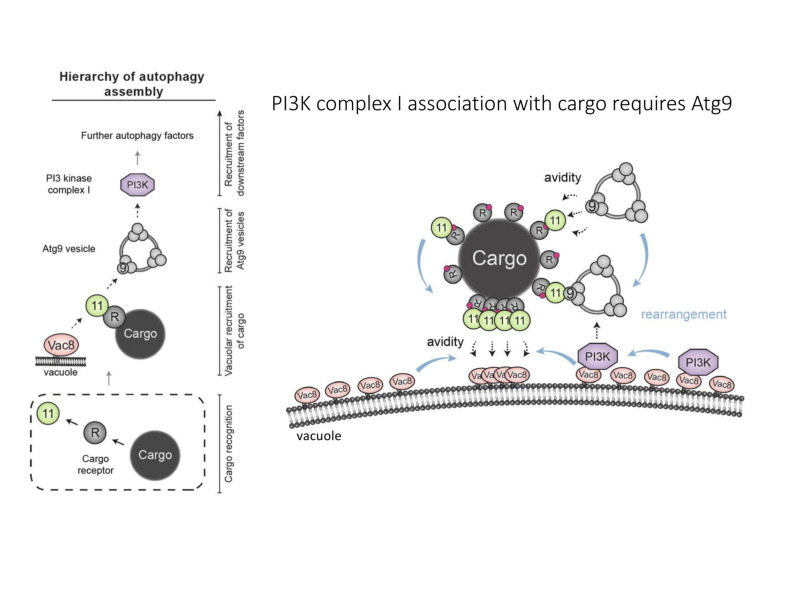 Hierarchy of autophagy
assembly
PI3K complex I association with cargo requires Atg9
Further autophagy factors
PI3 kinase
complex I
PI3K
Recruitment of
downstream factors
Atg9 vesicle
9
Recruitment of
Atg9 vesicles
11
R
Cargo
Vac8
vacuole
Vacuolar recruitment
of cargo
11
R
Cargo
receptor
Cargo
Cargo recognition
avidity
9
R
R
11
R
11
R
Cargo
R
R
R
11
9
R
R
R
R
11
11
11
11
rearrangement
avidity
PI3K
PI3K
Vac8
Vac8
Vac8
Vac8
Va
Vac8
Vac8
Vac8
Vac8
Vac8
Vac8
vacuole